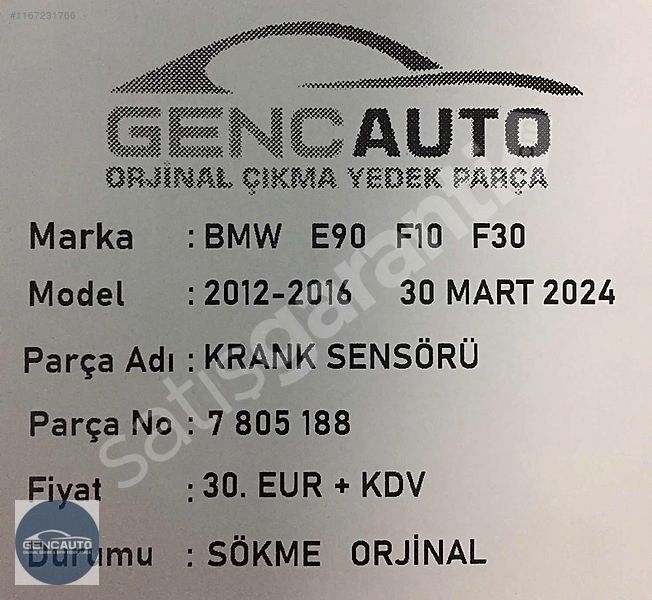 #1167231766
GENCAUTO
ORJİNAL ÇIKMA YEDEK PARÇA
Marka : BMW E90 F10 F30
Model : 2012-2016 30 MART 2024
Parça Adı : KRANK SENSÖRÜ
Parça No : 7 805 188
Fiyat : 30. EUR + KDV
Durumu : SÖKME ORJİNAL
GENCAUTO